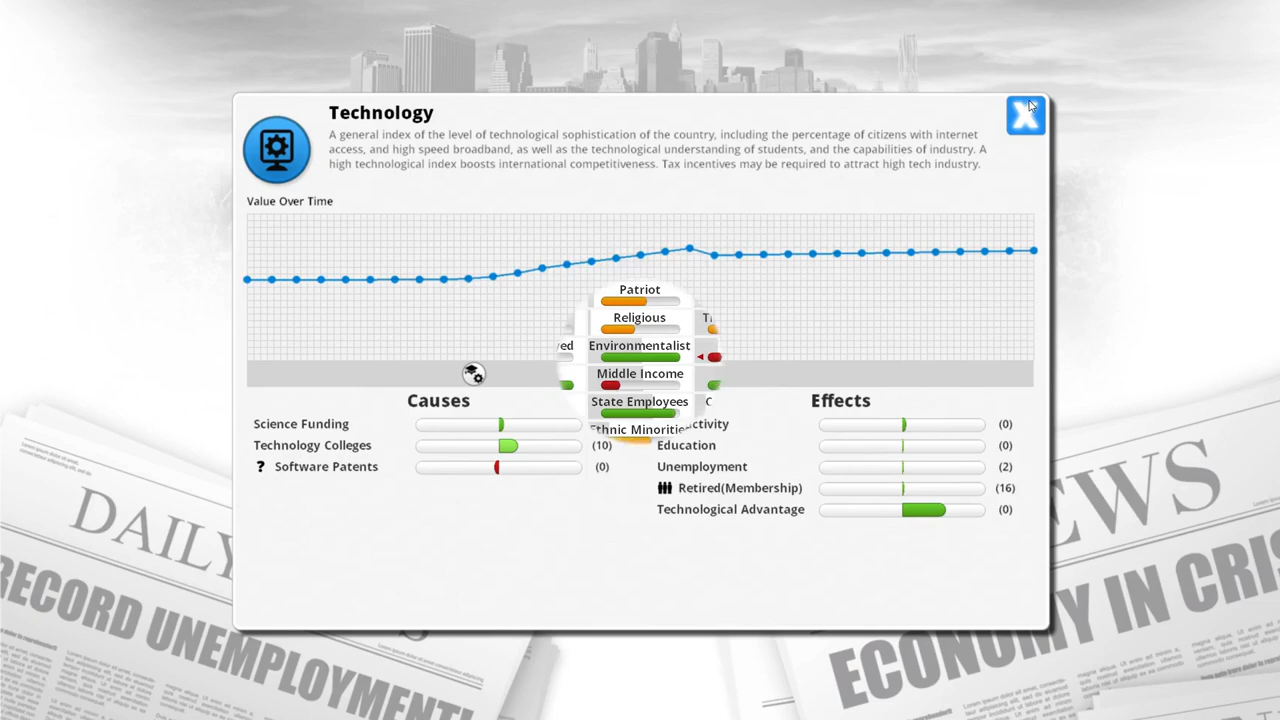 Technology
A general index of the level of technological sophistication of the country, including the percentage of citizens with internet
access, and high speed broadband, as well as the technological understanding of students, and the capabilities of industry. A
high technological index boosts international competitiveness. Tax incentives may be required to attract high tech industry.
Value Over Time
Patriot
Religious
Environmentalist
Middle Income
State Employees
Ethnic Minorities
Causes
Science Funding
Technology Colleges (10)
? Software Patents (0)
Effects
(0)
Education (0)
Unemployment (2)
Retired(Membership) (16)
Technological Advantage (0)
DAILY
NEWS
RECORD UNEMPLOYMENT!
ECONOMY IN CRIS